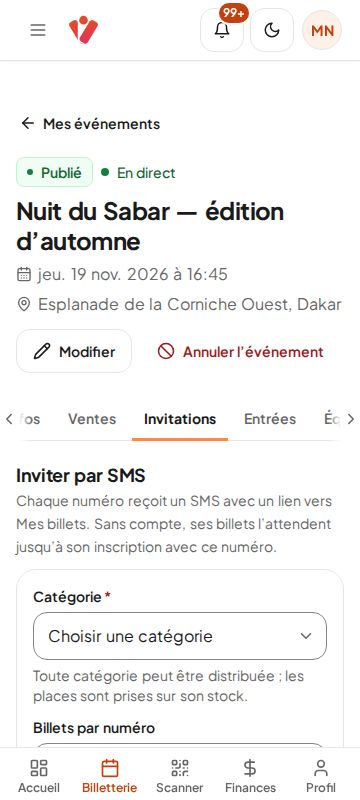 99+
MN
Mes événements
Publié
En direct
Nuit du Sabar — édition
d’automne
jeu. 19 nov. 2026 à 16:45
Esplanade de la Corniche Ouest, Dakar
Modifier
Annuler l’événement
fos Ventes Invitations Entrées Éq
Inviter par SMS
Chaque numéro reçoit un SMS avec un lien vers
Mes billets. Sans compte, ses billets l’attendent
jusqu’à son inscription avec ce numéro.
Catégorie *
Choisir une catégorie
Toute catégorie peut être distribuée ; les
places sont prises sur son stock.
Billets par numéro
Accueil Billetterie Scanner Finances Profil